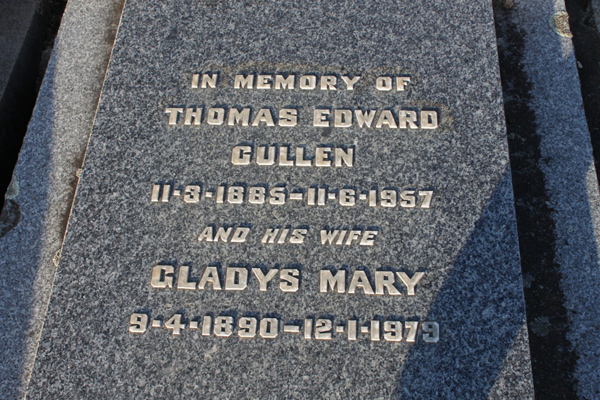 IN MEMORY OF
THOMAS EDWARD
GULLEN
11-3-1885-11-6-1957
AND HIS WIFE
GLADYS MARY
9-4-1890-12-1-1979